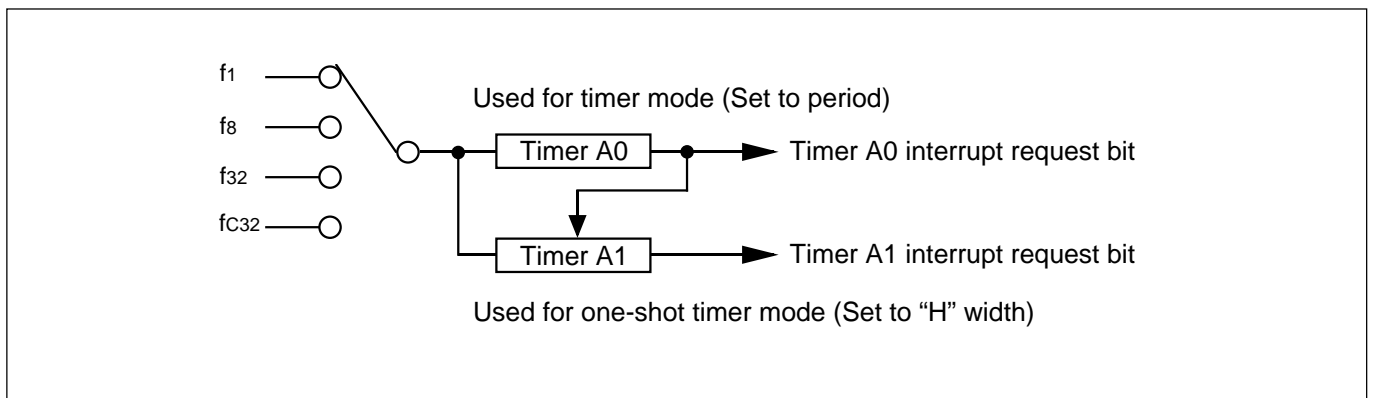 f1
Used for timer mode (Set to period)
f8
Timer A0
Timer A0 interrupt request bit
f32
fC32
Timer A1
Timer A1 interrupt request bit
Used for one-shot timer mode (Set to “H” width)